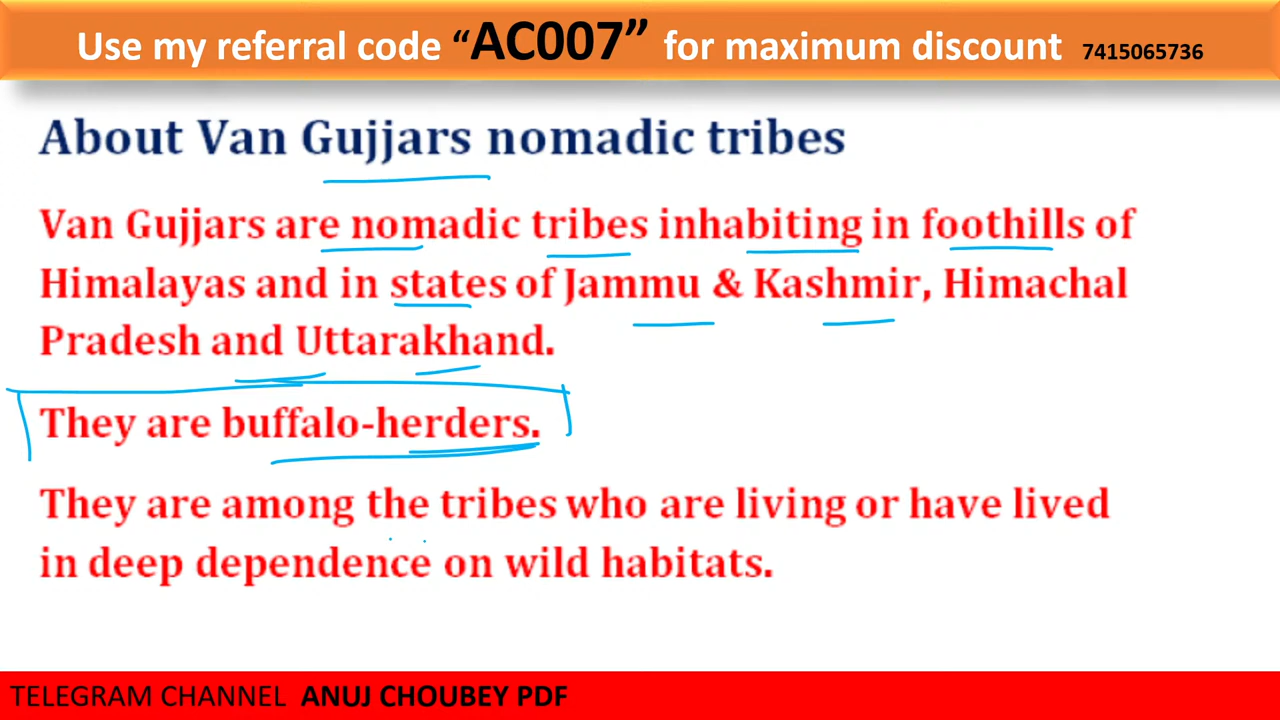 Use my referral code “AC007” for maximum discount 7415065736
About Van Gujjars nomadic tribes
Van Gujjars are nomadic tribes inhabiting in foothills of
Himalayas and in states of Jammu & Kashmir, Himachal
Pradesh and Uttarakhand.
They are buffalo-herders.
They are among the tribes who are living or have lived
in deep dependence on wild habitats.
TELEGRAM CHANNEL ANUJ CHOUBEY PDF